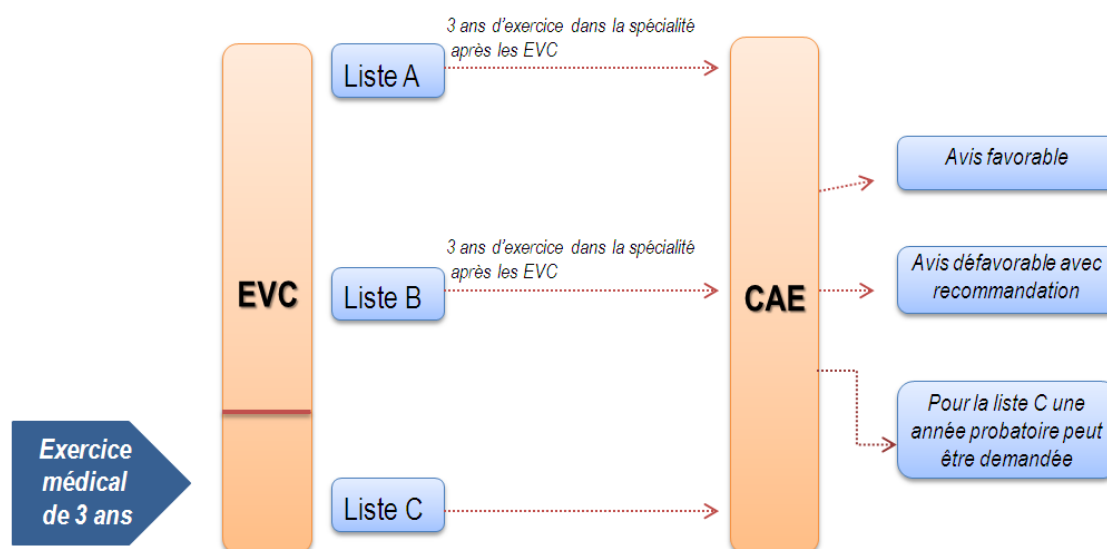 3 ans d'exercice dans la spécialité
après les EVC
Liste A
Avis favorable
3 ans d'exercice dans la spécialité
après les EVC
EVC
Liste B
CAE
Avis défavorable avec
recommandation
Exercice
médical
de 3 ans
Liste C
Pour la liste C une
année probatoire peut
être demandée